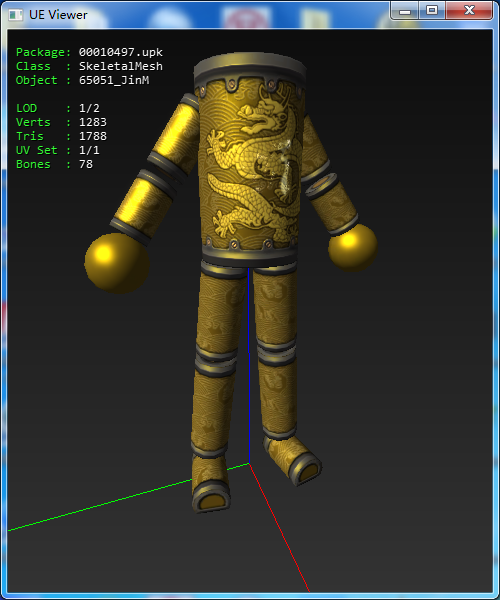 UE Viewer
Package: 00010497.upk
Class : SkeletalMesh
Object : 65051_JinM
LOD : 1/2
Verts : 1283
Tris : 1788
UV Set : 1/1
Bones : 78